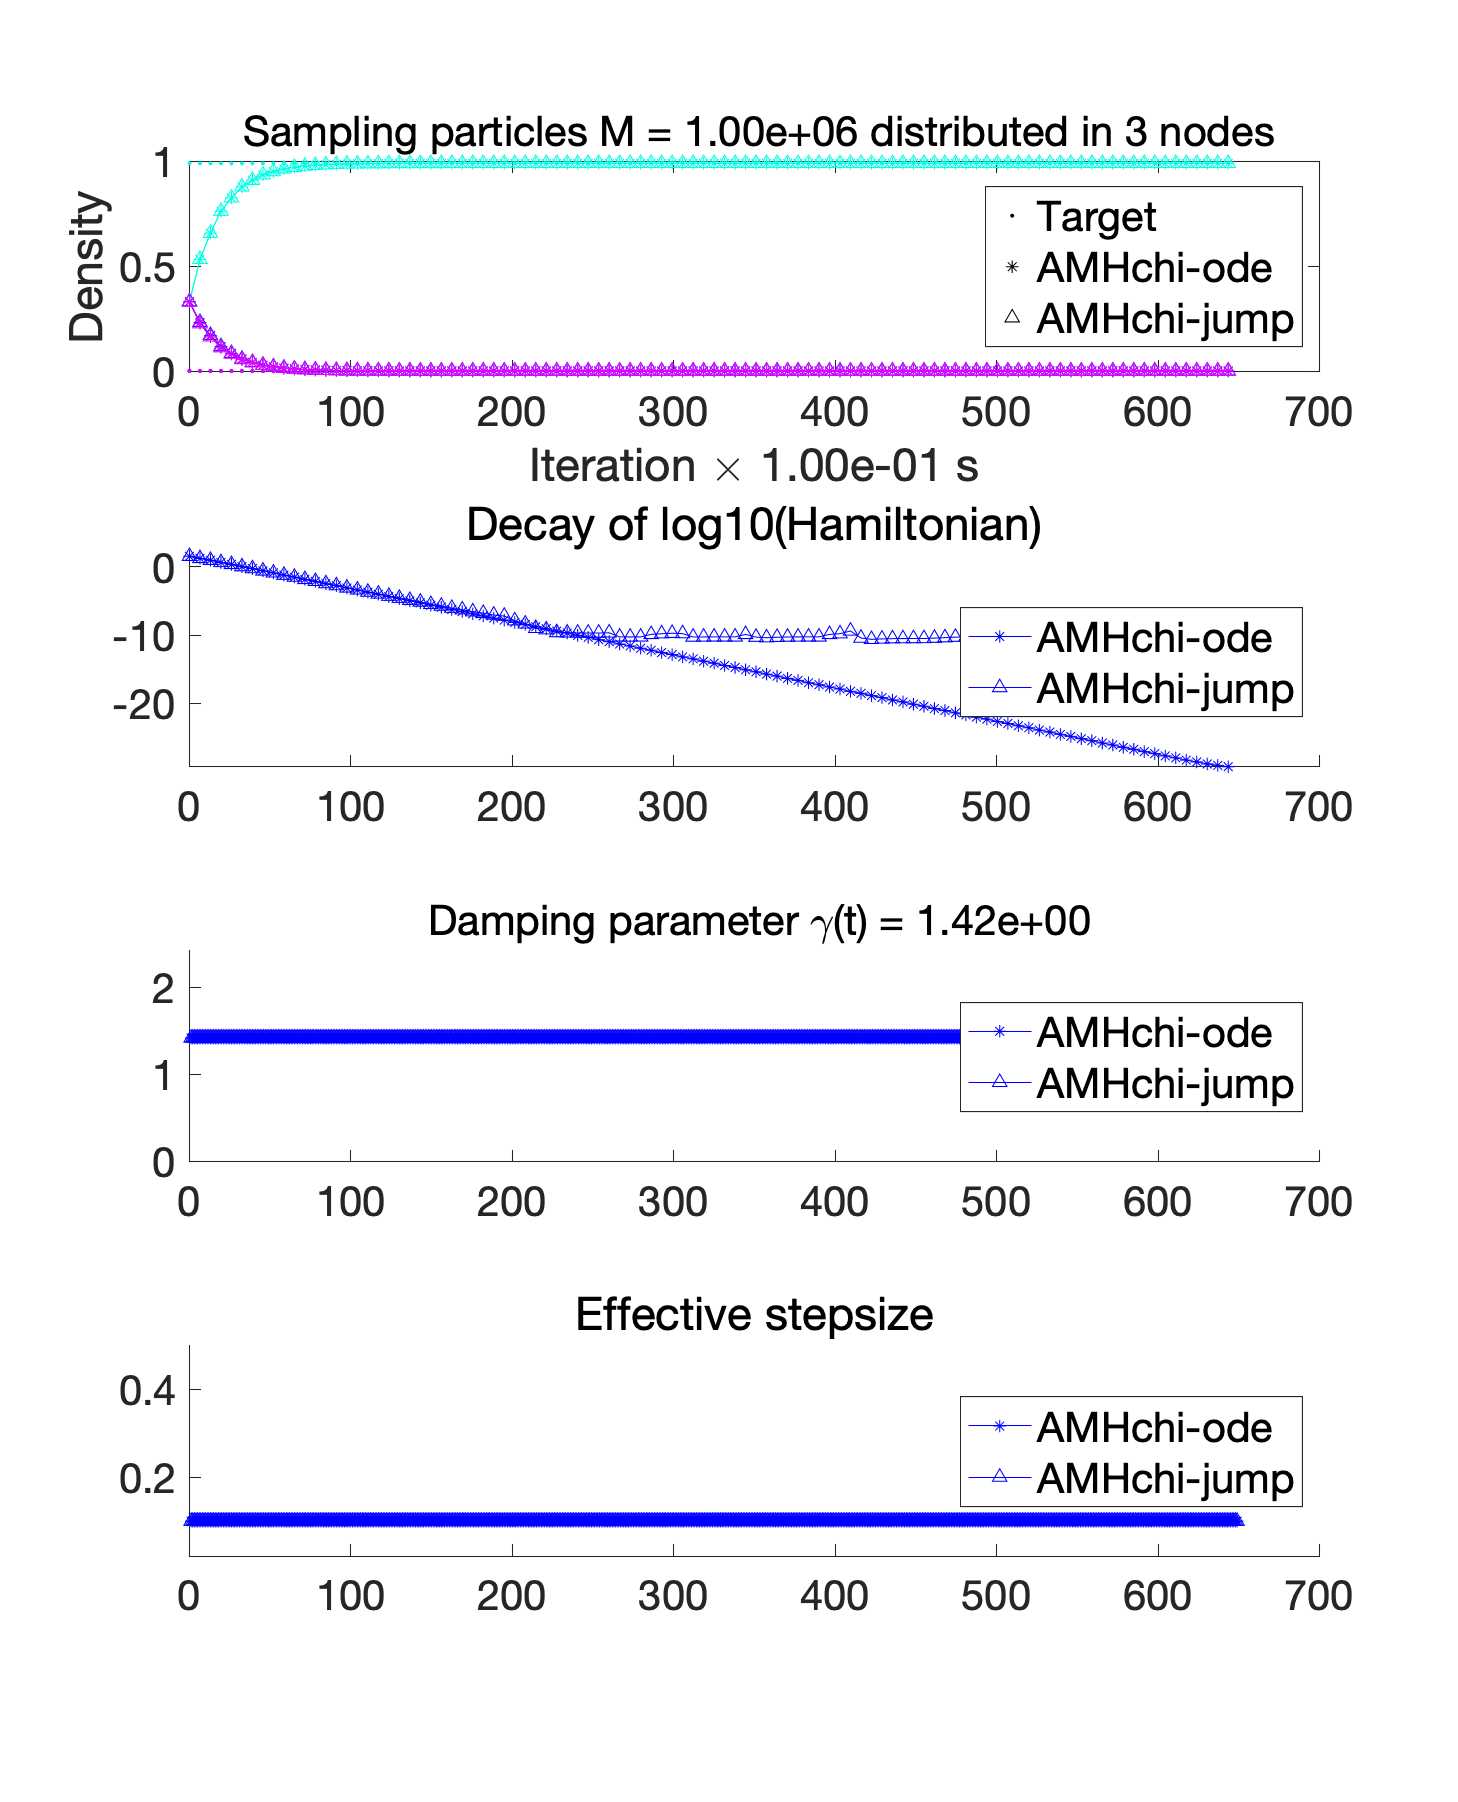 Sampling particles M = 1.00e+06 distributed in 3 nodes
1
0.5
0
Density
Target
AMHchi-ode
AMHchi-jump
0 100 200 300 400 500 600 700
Iteration × 1.00e-01 s
Decay of log10(Hamiltonian)
0
-10
-20
AMHchi-ode
AMHchi-jump
0 100 200 300 400 500 600 700
Damping parameter γ(t) = 1.42e+00
2
1
0
AMHchi-ode
AMHchi-jump
0 100 200 300 400 500 600 700
Effective stepsize
0.4
0.2
AMHchi-ode
AMHchi-jump
0 100 200 300 400 500 600 700